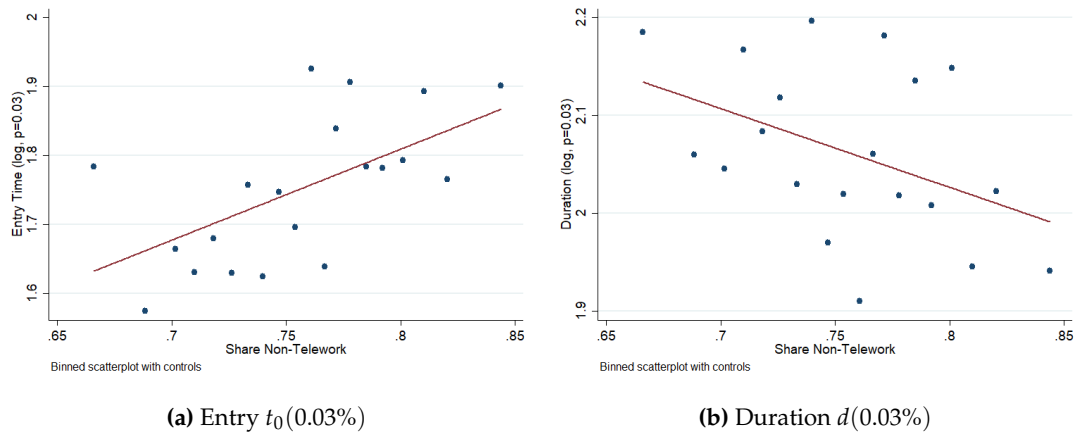 2
1.9
1.8
1.7
1.6
Entry Time (log, p=0.03)
.65 .7 .75 .8 .85
Share Non-Telework
Binned scatterplot with controls
(a) Entry t₀(0.03%)
2.2
2.1
2
1.9
Duration (log, p=0.03)
.65 .7 .75 .8 .85
Share Non-Telework
Binned scatterplot with controls
(b) Duration d(0.03%)